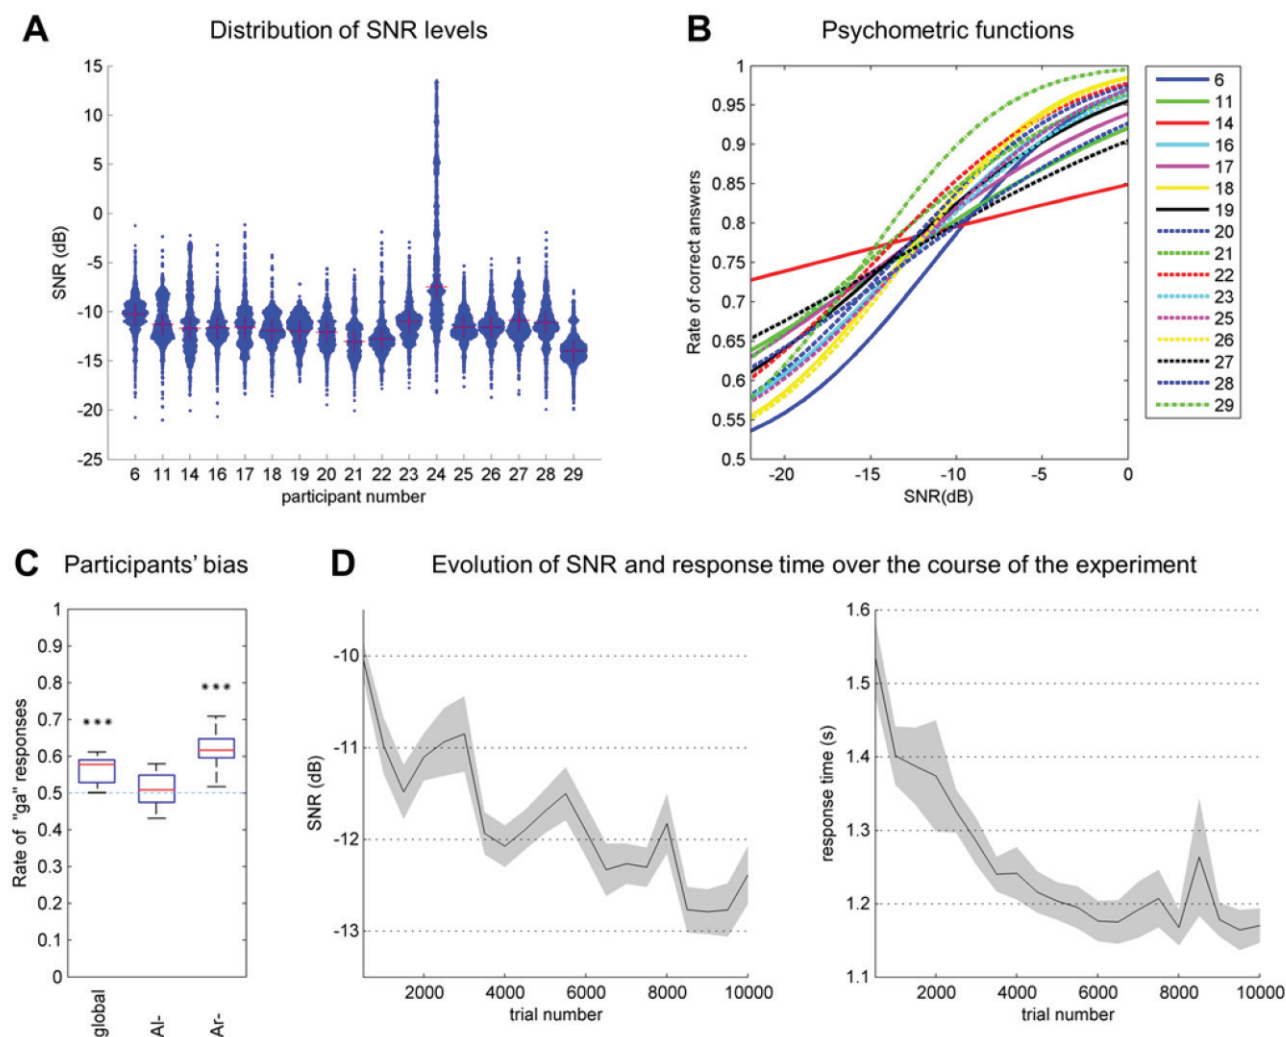 A Distribution of SNR levels
15
10
5
0
-5
-10
-15
-20
-25
SNR (dB)
6 11 14 16 17 18 19 20 21 22 23 24 25 26 27 28 29
participant number
B Psychometric functions
1
0.95
0.9
0.85
0.8
0.75
0.7
0.65
0.6
0.55
0.5
Rate of correct answers
-20 -15 -10 -5 0
SNR(dB)
6
11
14
16
17
18
19
20
21
22
23
25
26
27
28
29
C Participants' bias
1
0.9
0.8
0.7
0.6
0.5
0.4
0.3
0.2
0.1
0
Rate of "ga" responses
***
***
global
Al-
Ar-
D Evolution of SNR and response time over the course of the experiment
-10
-11
-12
-13
SNR (dB)
2000 4000 6000 8000 10000
trial number
1.6
1.5
1.4
1.3
1.2
1.1
response time (s)
2000 4000 6000 8000 10000
trial number